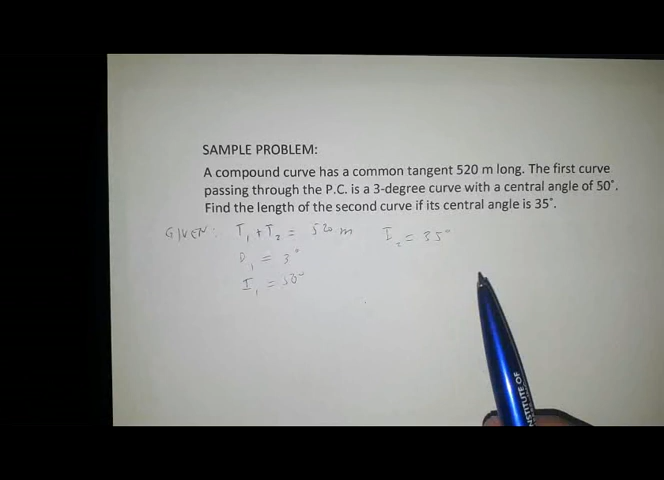 SAMPLE PROBLEM:
A compound curve has a common tangent 520 m long. The first curve
passing through the P.C. is a 3-degree curve with a central angle of 50°.
Find the length of the second curve if its central angle is 35°.
GIVEN: T₁ + T₂ = 520 m I₂ = 35°
D₁ = 3°
I₁ = 50°
INSTITUTE OF